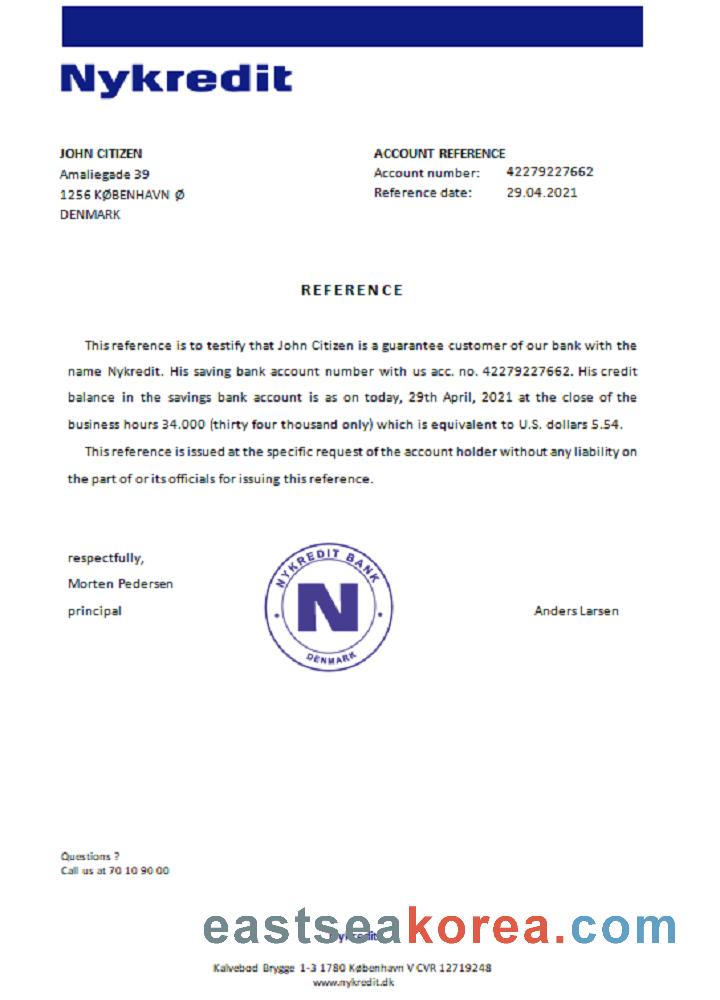 Nykredit
JOHN CITIZEN
Amaliegade 39
1256 KØBENHAVN Ø
DENMARK
ACCOUNT REFERENCE
Account number: 42279227662
Reference date: 29.04.2021
REFERENCE
This reference is to testify that John Citizen is a guarantee customer of our bank with the
name Nykredit. His saving bank account number with us acc. no. 42279227662. His credit
balance in the savings bank account is as on today, 29th April, 2021 at the close of the
business hours 34.000 (thirty four thousand only) which is equivalent to U.S. dollars 5.54.
This reference is issued at the specific request of the account holder without any liability on
the part of or its officials for issuing this reference.
respectfully,
Morten Pedersen
principal
NYKREDIT BANK
N
DENMARK
Anders Larsen
Questions ?
Call us at 70 10 90 00
eastseakorea.com
Nykredit
Kalvebod Brygge 1-3 1780 København V CVR 12719248
www.nykredit.dk